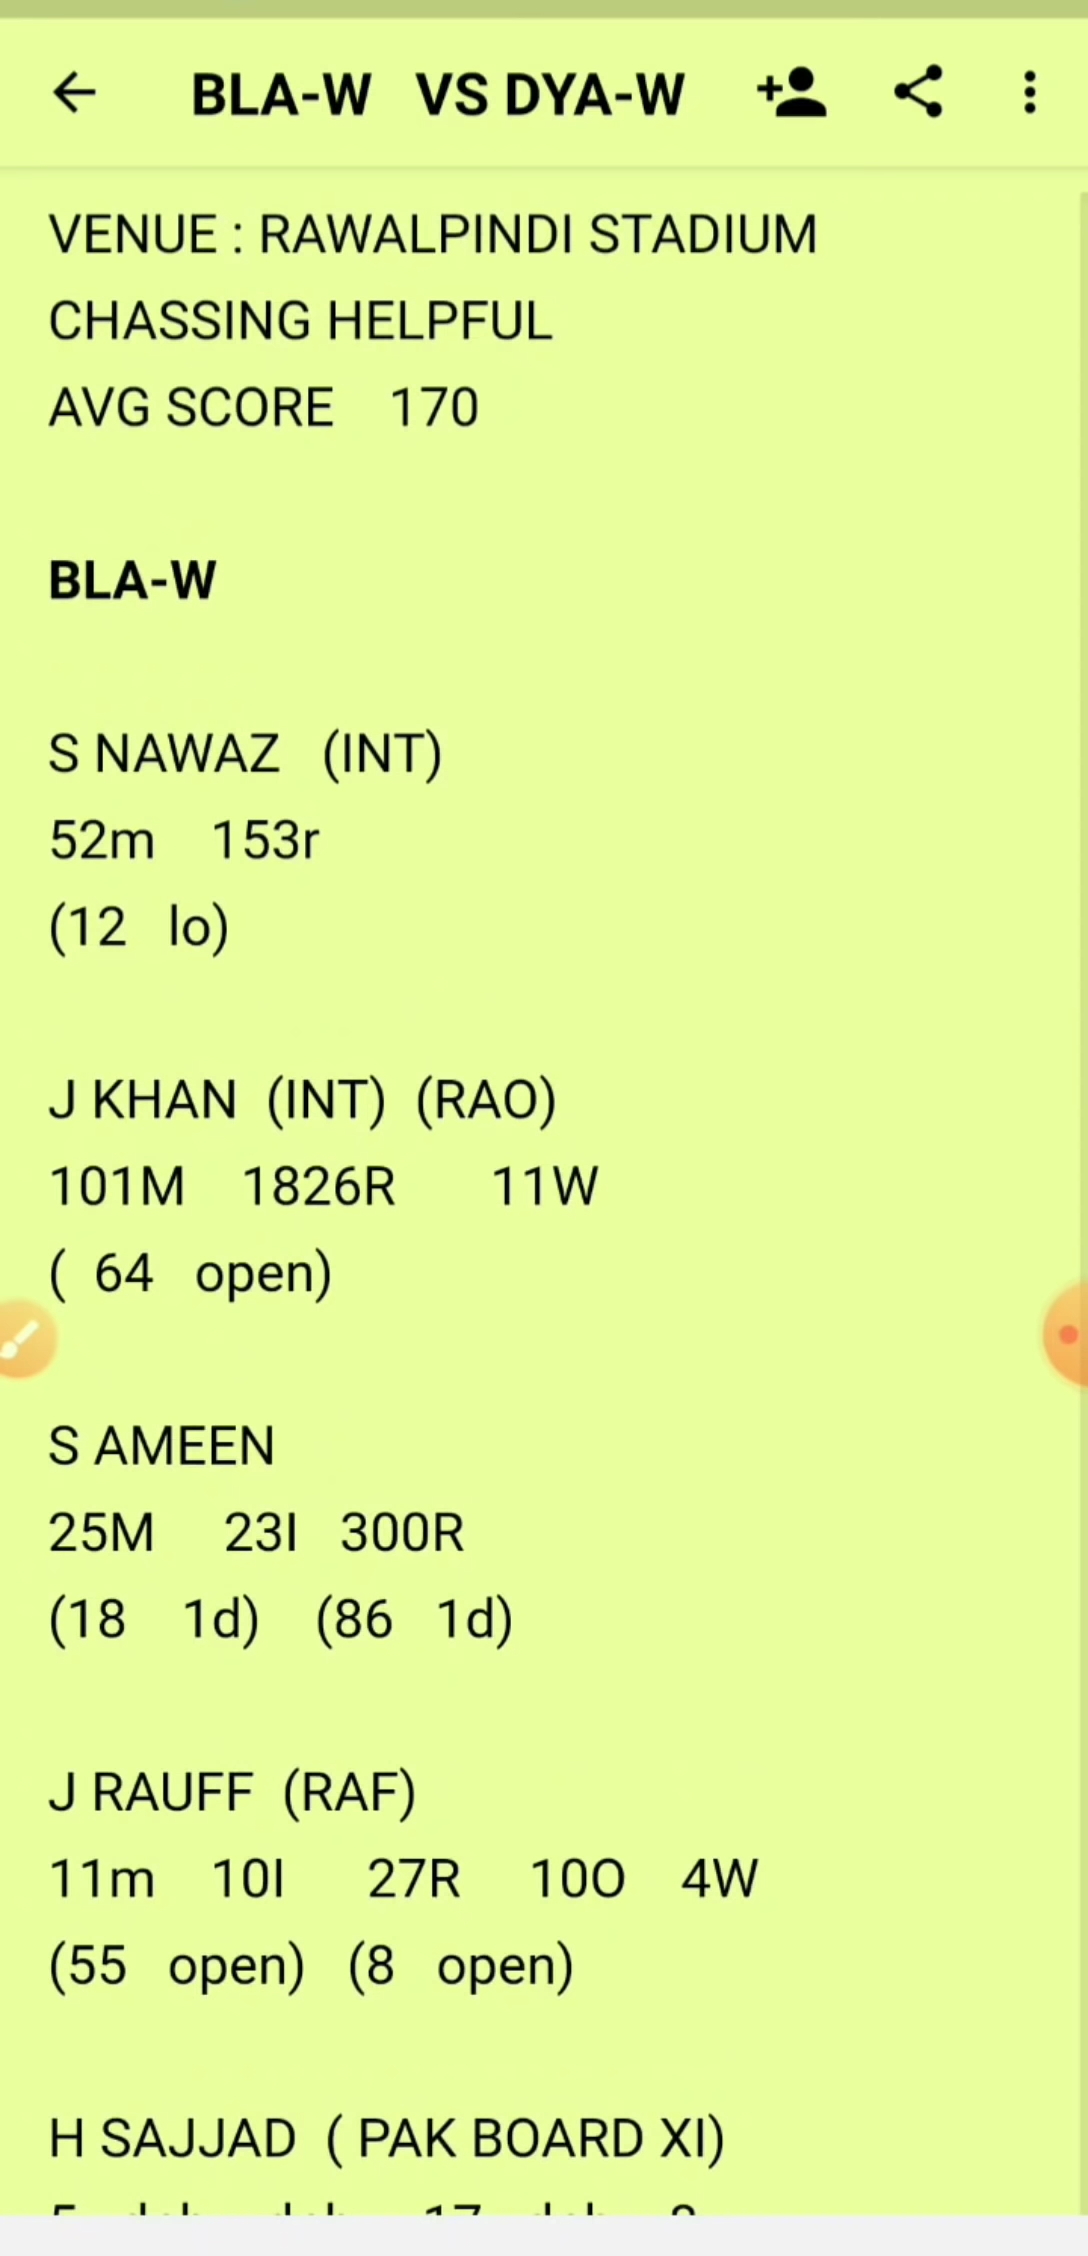 BLA-W VS DYA-W
VENUE : RAWALPINDI STADIUM
CHASSING HELPFUL
AVG SCORE 170
BLA-W
S NAWAZ (INT)
52m 153r
(12 lo)
J KHAN (INT) (RAO)
101M 1826R 11W
( 64 open)
S AMEEN
25M 23I 300R
(18 1d) (86 1d)
J RAUFF (RAF)
11m 10I 27R 10O 4W
(55 open) (8 open)
H SAJJAD ( PAK BOARD XI)